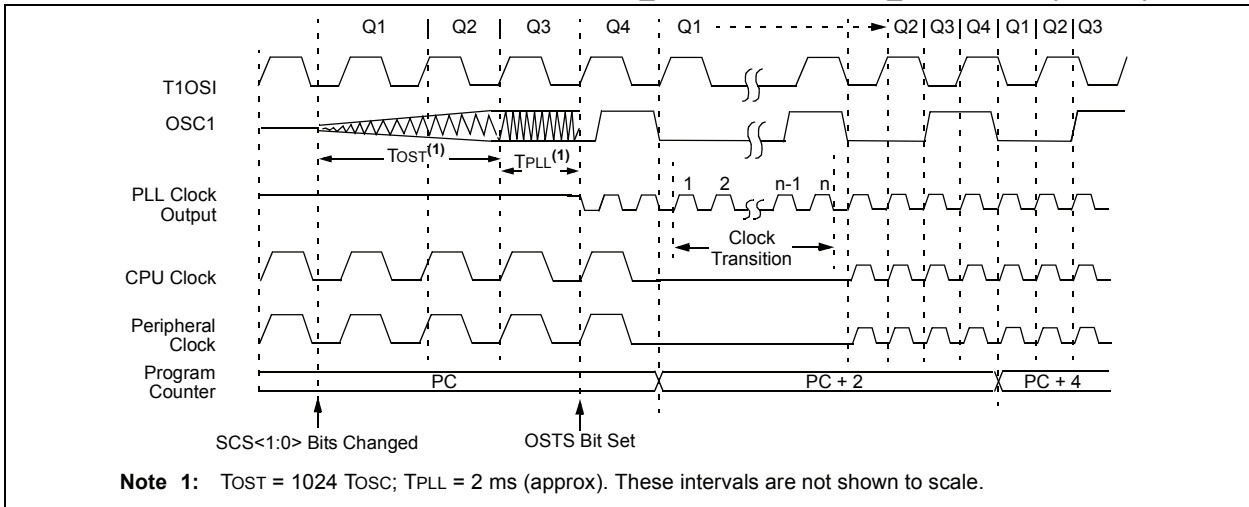 Q1 Q2 Q3 Q4 Q1 Q2 Q3 Q4 Q1 Q2 Q3
T1OSI
OSC1
TOST(1)
TPLL(1)
1 2 n-1 n
PLL Clock
Output
Clock
Transition
CPU Clock
Peripheral
Clock
Program
Counter
PC PC + 2 PC + 4
SCS<1:0> Bits Changed OSTS Bit Set
Note 1: TOST = 1024 TOSC; TPLL = 2 ms (approx). These intervals are not shown to scale.